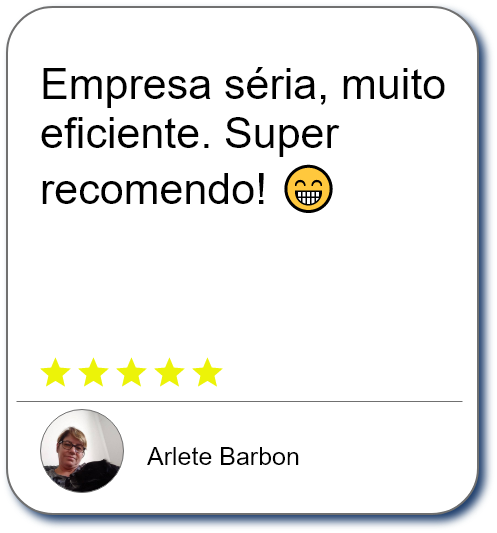 Empresa séria, muito
eficiente. Super
recomendo! 😁
Arlete Barbon